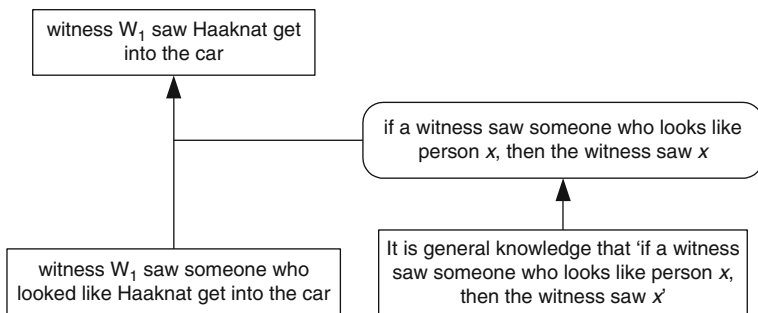 witness W₁ saw Haaknat get
into the car
if a witness saw someone who looks like
person x, then the witness saw x
witness W₁ saw someone who
looked like Haaknat get into the car
It is general knowledge that ‘if a witness
saw someone who looks like person x,
then the witness saw x’